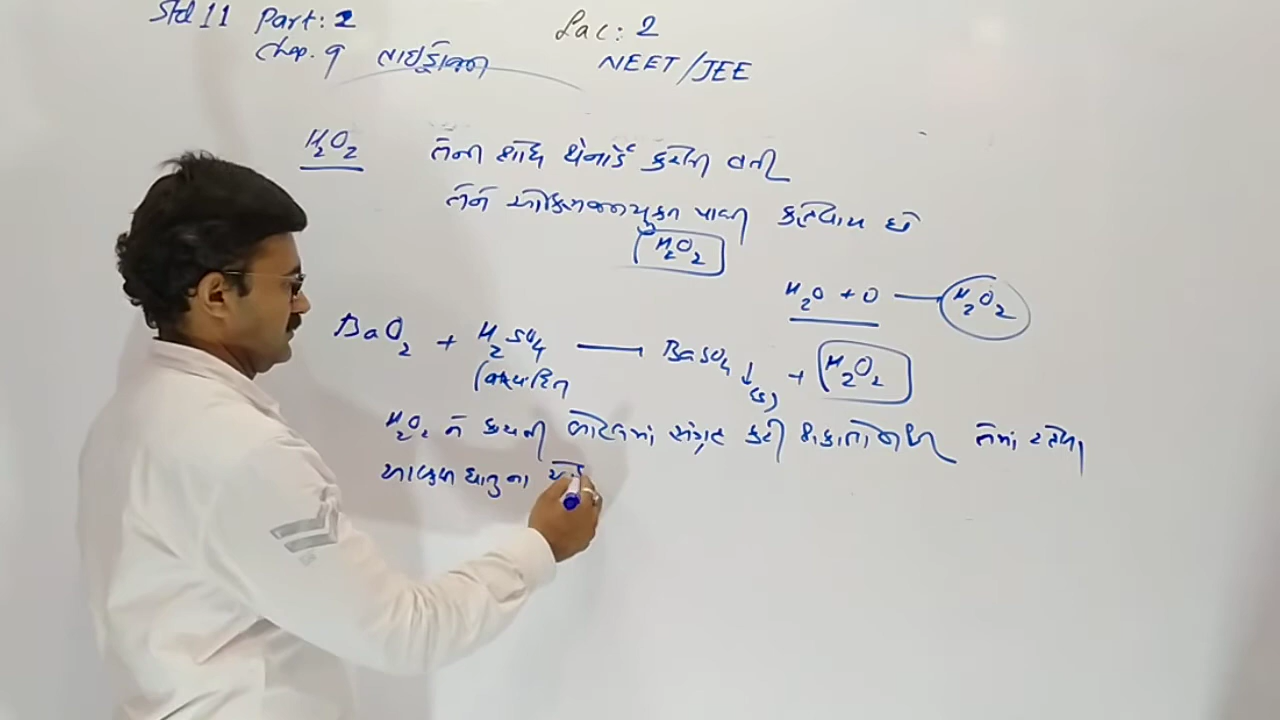 Std 11 Part: 2 Lac: 2
Chap. 9 હાઇડ્રોજન NEET/JEE
H₂O₂ તેની શોધ થેનાર્ડે કરેલી હતી
તેને ઓક્સિજનયુક્ત પાણી કહેવાય છે
H₂O₂
H₂O + O — H₂O₂
BaO₂ + H₂SO₄ — BaSO₄↓(s) + H₂O₂
H₂O₂ ને કાચની બોટલમાં સંગ્રહ કરી શકાતો નથી તેમાં રહેલા
આલ્કલી ધાતુના